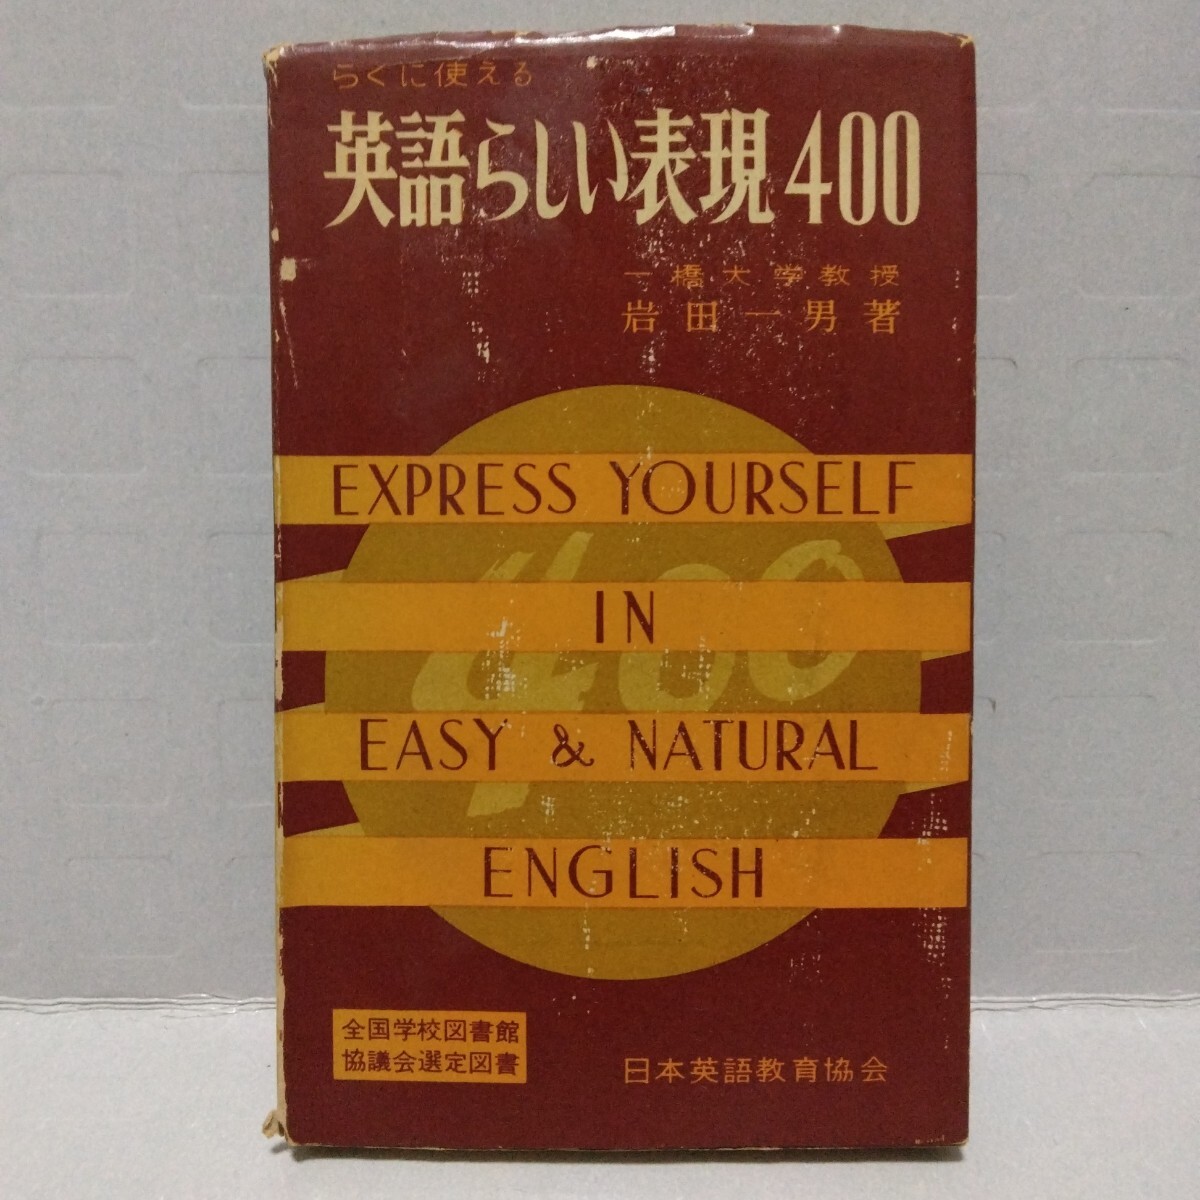 らくに使える
英語らしい表現400
一橋大学教授
岩田一男著
EXPRESS YOURSELF
400
IN
EASY & NATURAL
ENGLISH
全国学校図書館
協議会選定図書
日本英語教育協会